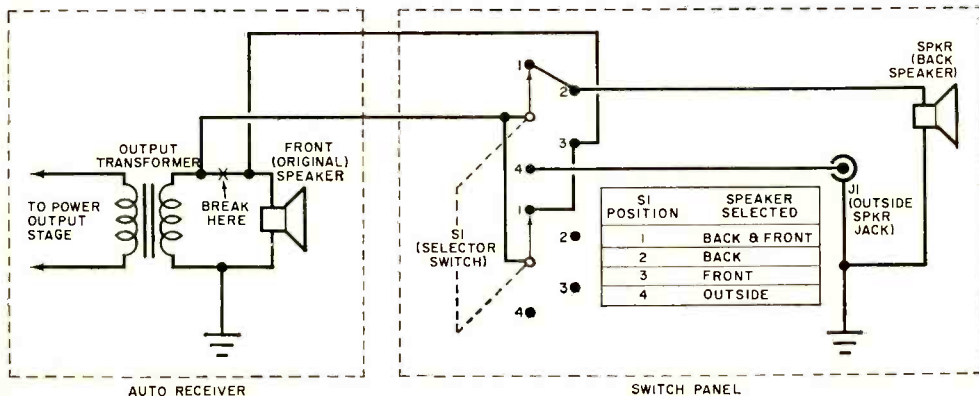 OUTPUT
TRANSFORMER
FRONT
(ORIGINAL)
SPEAKER
TO POWER
OUTPUT
STAGE
BREAK
HERE
AUTO RECEIVER
1
2
3
4
1
2
3
4
S1
(SELECTOR
SWITCH)
SPKR
(BACK
SPEAKER)
J1
(OUTSIDE
SPKR
JACK)
S1 POSITION SPEAKER SELECTED
1 BACK & FRONT
2 BACK
3 FRONT
4 OUTSIDE
SWITCH PANEL